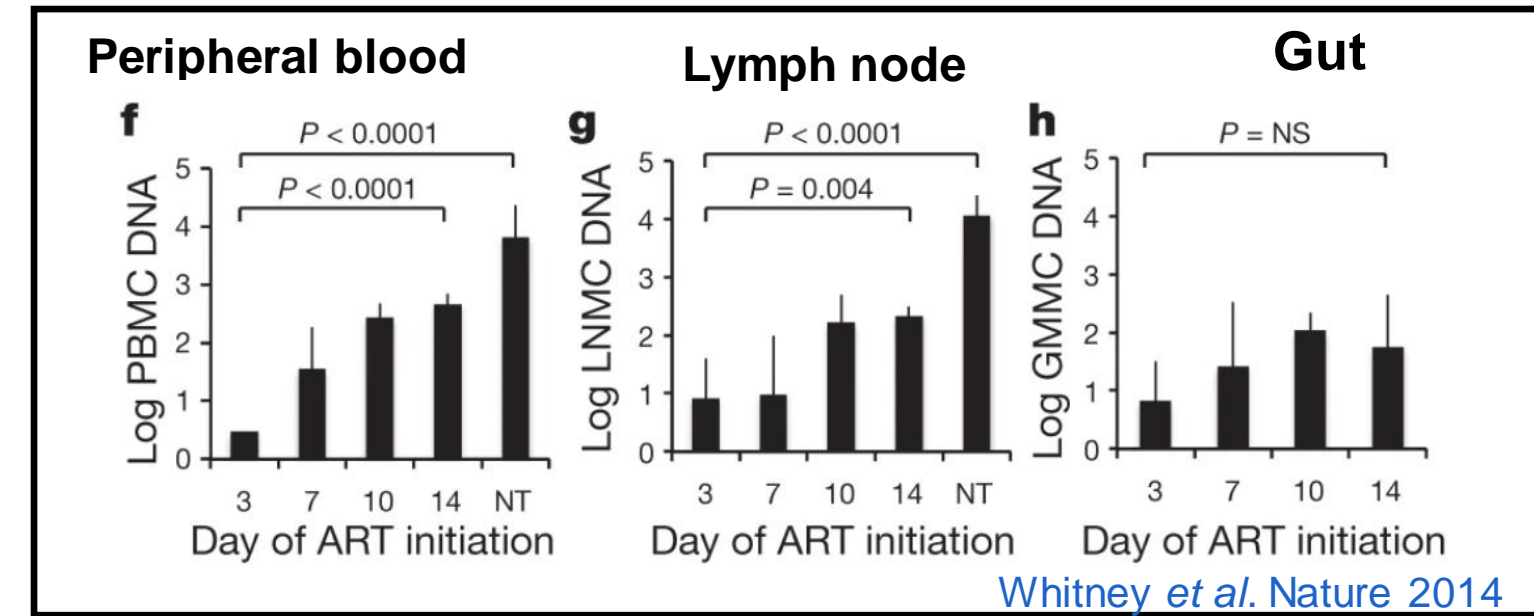 Peripheral blood
Lymph node
Gut
f
P < 0.0001
P < 0.0001
5
4
3
2
1
0
Log PBMC DNA
3 7 10 14 NT
Day of ART initiation
g
P < 0.0001
P = 0.004
5
4
3
2
1
0
Log LNMC DNA
3 7 10 14 NT
Day of ART initiation
h
P = NS
5
4
3
2
1
0
Log GMMC DNA
3 7 10 14
Day of ART initiation
Whitney et al. Nature 2014